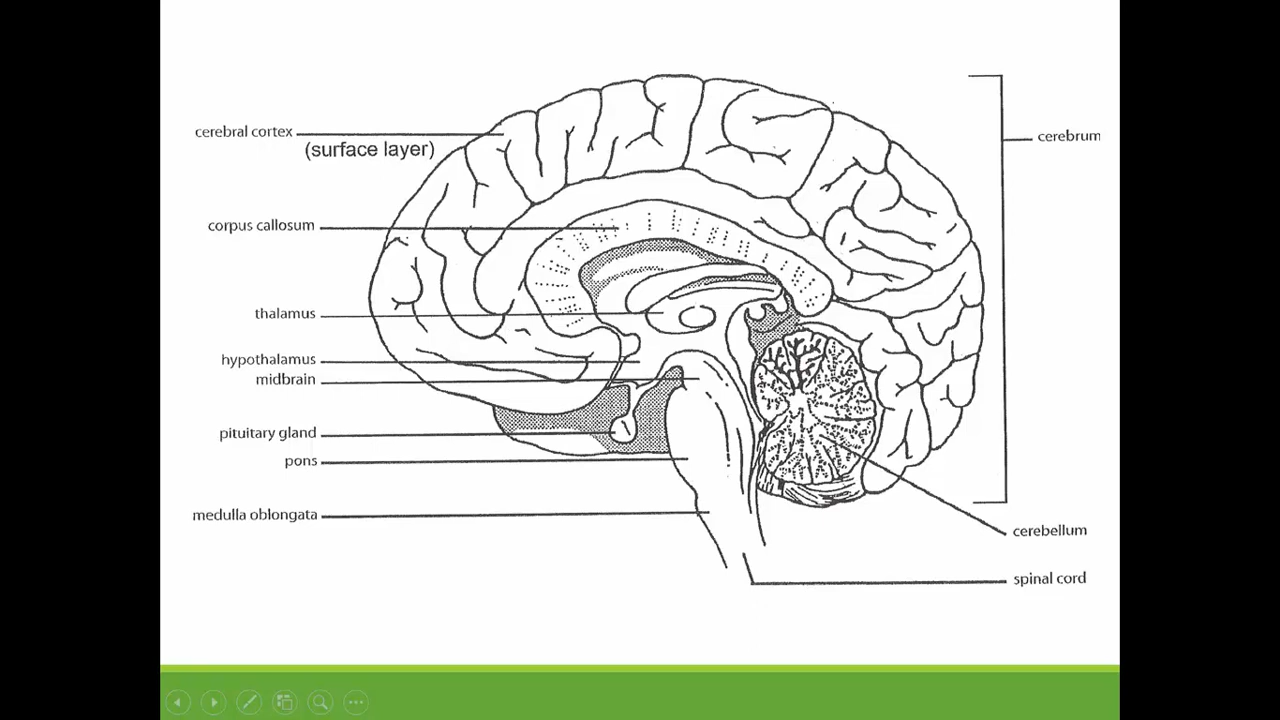 cerebral cortex
(surface layer)
cerebrum
corpus callosum
thalamus
hypothalamus
midbrain
pituitary gland
pons
medulla oblongata
cerebellum
spinal cord